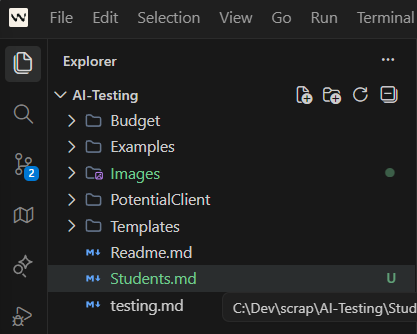 File Edit Selection View Go Run Terminal
Explorer
AI-Testing
Budget
Examples
Images
2
PotentialClient
Templates
Readme.md
Students.md U
testing.md
C:\Dev\scrap\AI-Testing\Stud